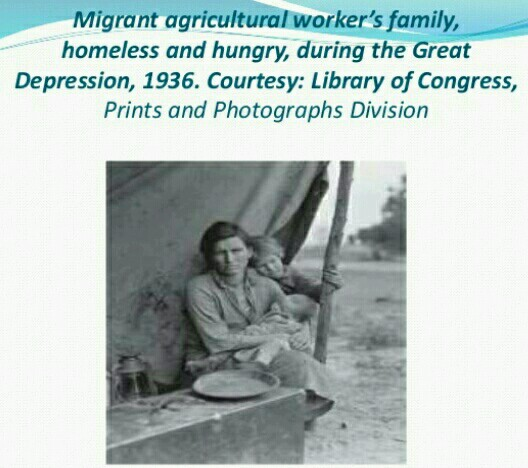 Migrant agricultural worker's family,
homeless and hungry, during the Great
Depression, 1936. Courtesy: Library of Congress,
Prints and Photographs Division